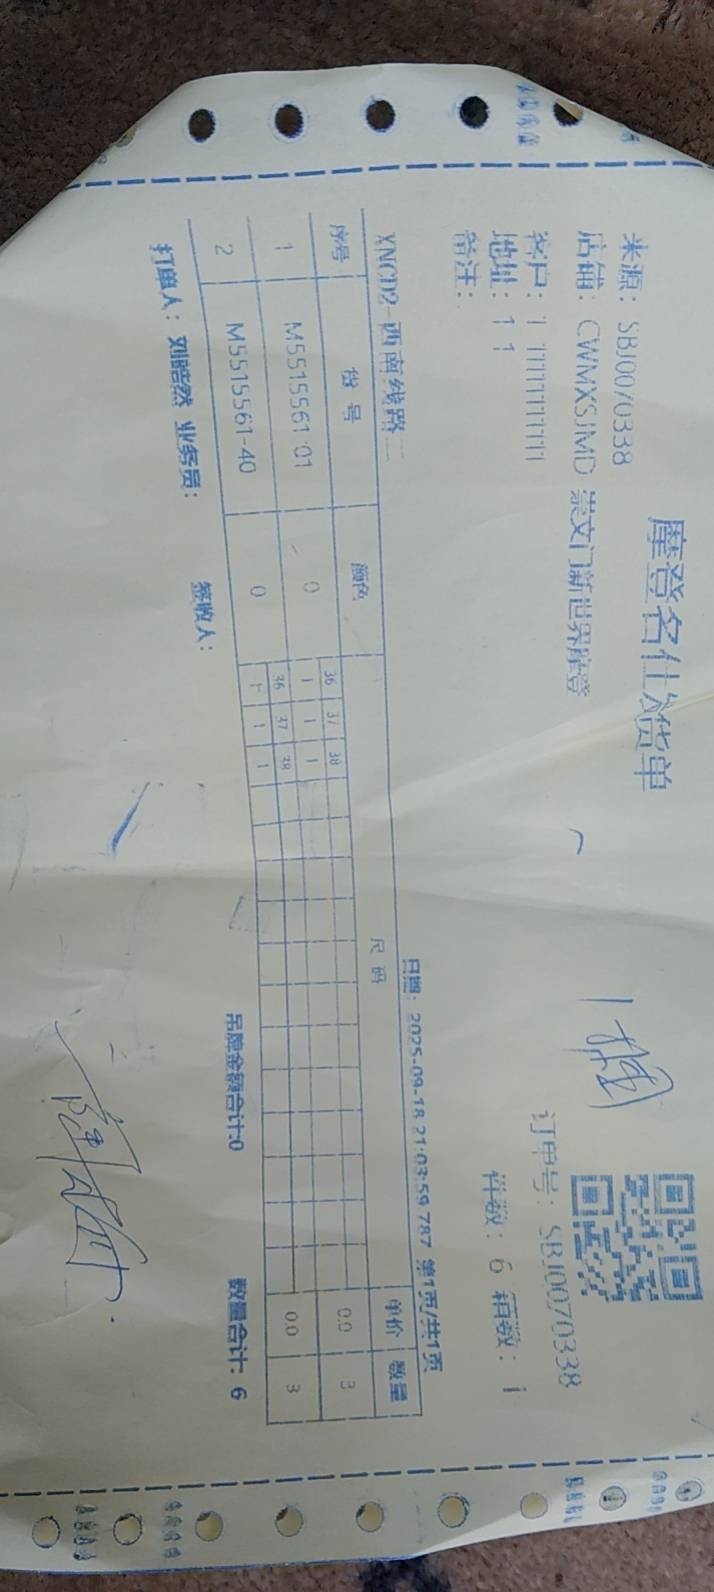 摩登名仕发货单
来源：SBJ0070338
订单号：SBJ0070338
店铺：CWMXSJMD 崇文门新世界摩登
件数：6 箱数：1
客户：1 11111111111
地址：1 1
备注：
XNCD2-西南线路二
日期：2025-09-18 21:03:59.787 第1页/共1页
序号 货号 颜色 尺码 单价 数量
36 37 38
1 M5515561-01 0 1 1 1 0.0 3
36 37 38
2 M5515561-40 0 1 1 1 0.0 3
吊牌金额合计:0 数量合计：6
打单人：刘皓然 业务员： 签收人：